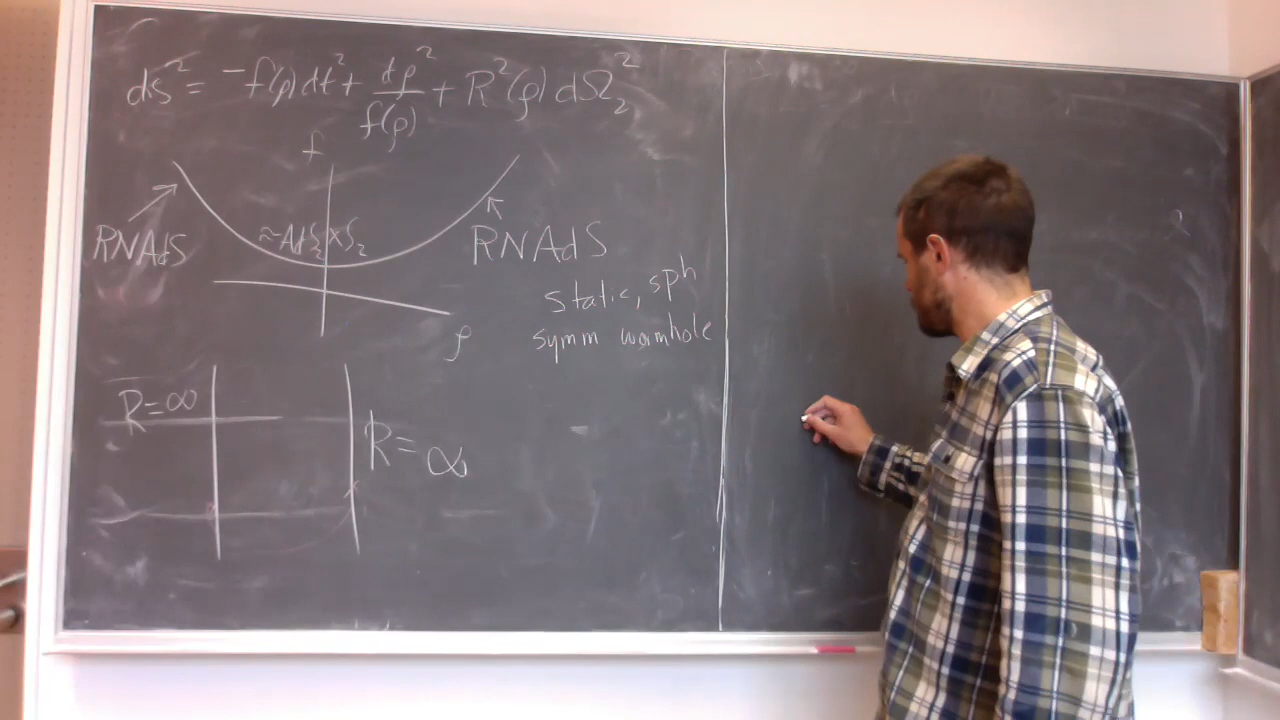 ds² = -f(ρ)dt² + dρ²/f(ρ) + R²(ρ)dΩ₂²
f
RNAdS
≈AdS₂×S₂
RNAdS
static, sph
symm wormhole
ρ
R=∞
R=∞